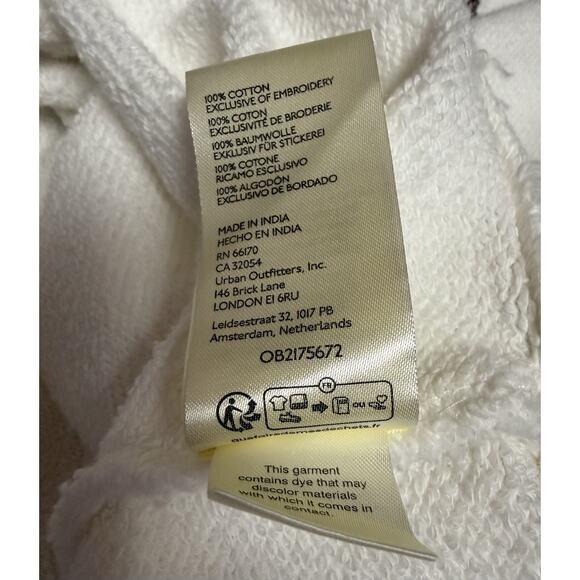 100% COTTON
EXCLUSIVE OF EMBROIDERY
100% COTON
EXCLUSIVITÉ DE BRODERIE
100% BAUMWOLLE
EXKLUSIV FÜR STICKEREI
100% COTONE
RICAMO ESCLUSIVO
100% ALGODÓN
EXCLUSIVO DE BORDADO
MADE IN INDIA
HECHO EN INDIA
RN 66170
CA 32054
Urban Outfitters, Inc.
146 Brick Lane
LONDON E1 6RU
Leidsestraat 32, 1017 PB
Amsterdam, Netherlands
OB2175672
FR
OU
quefairedemesdechets.fr
This garment
contains dye that may
discolor materials
with which it comes in
contact.